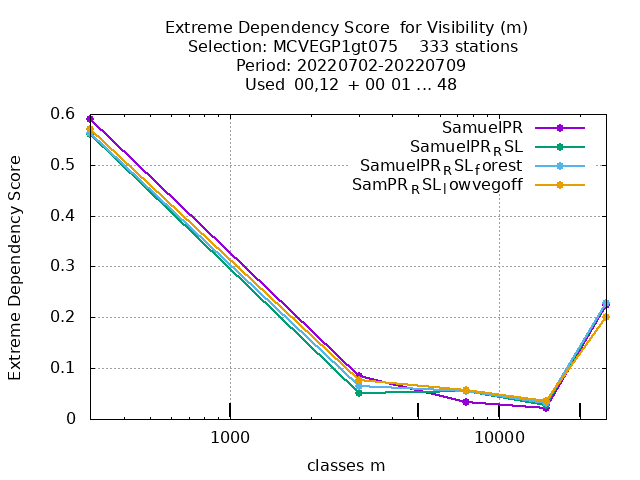 Extreme Dependency Score  for Visibility (m)
Selection: MCVEGP1gt075    333 stations
Period: 20220702-20220709
Used  00,12  + 00 01 ... 48
Extreme Dependency Score
0.6
0.5
0.4
0.3
0.2
0.1
0
SamuelPR
SamuelPR_RSL
SamuelPR_RSL_forest
SamPR_RSL_lowvegoff
1000
10000
classes m